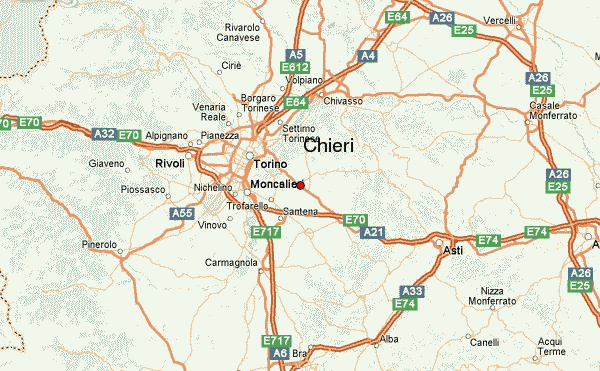 Rivarolo
Canavese
E64
A26
E25
Vercelli
A5
E612
A4
Ciriè
Volpiano
A26
E25
Borgaro
Torinese
E64
Chivasso
Venaria
Reale
Casale
Monferrato
70
E70
A32
E70
Alpignano
Pianezza
Settimo
Torinese
Chieri
Rivoli
Torino
Giaveno
A26
E25
Piossasco
Nichelino
Moncalie
Trofarello
A55
Vinovo
Santena
E70
A21
E717
E74
E74
A
Pinerolo
Asti
Carmagnola
A26
E25
A33
E74
Nizza
Monferrato
E717
A6
Bra
Alba
Canelli
Acqui
Terme